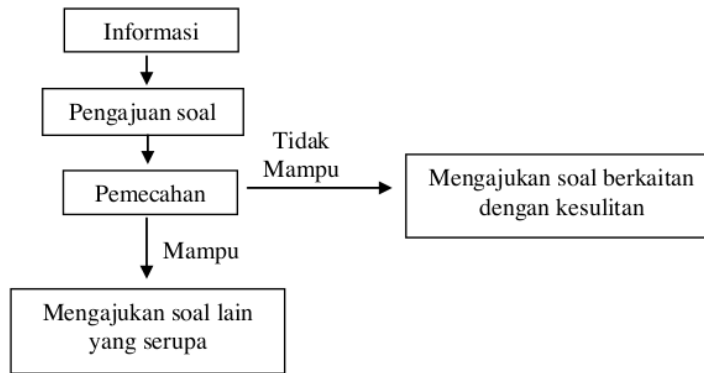 Informasi
Pengajuan soal
Tidak
Mampu
Pemecahan
Mengajukan soal berkaitan
dengan kesulitan
Mampu
Mengajukan soal lain
yang serupa